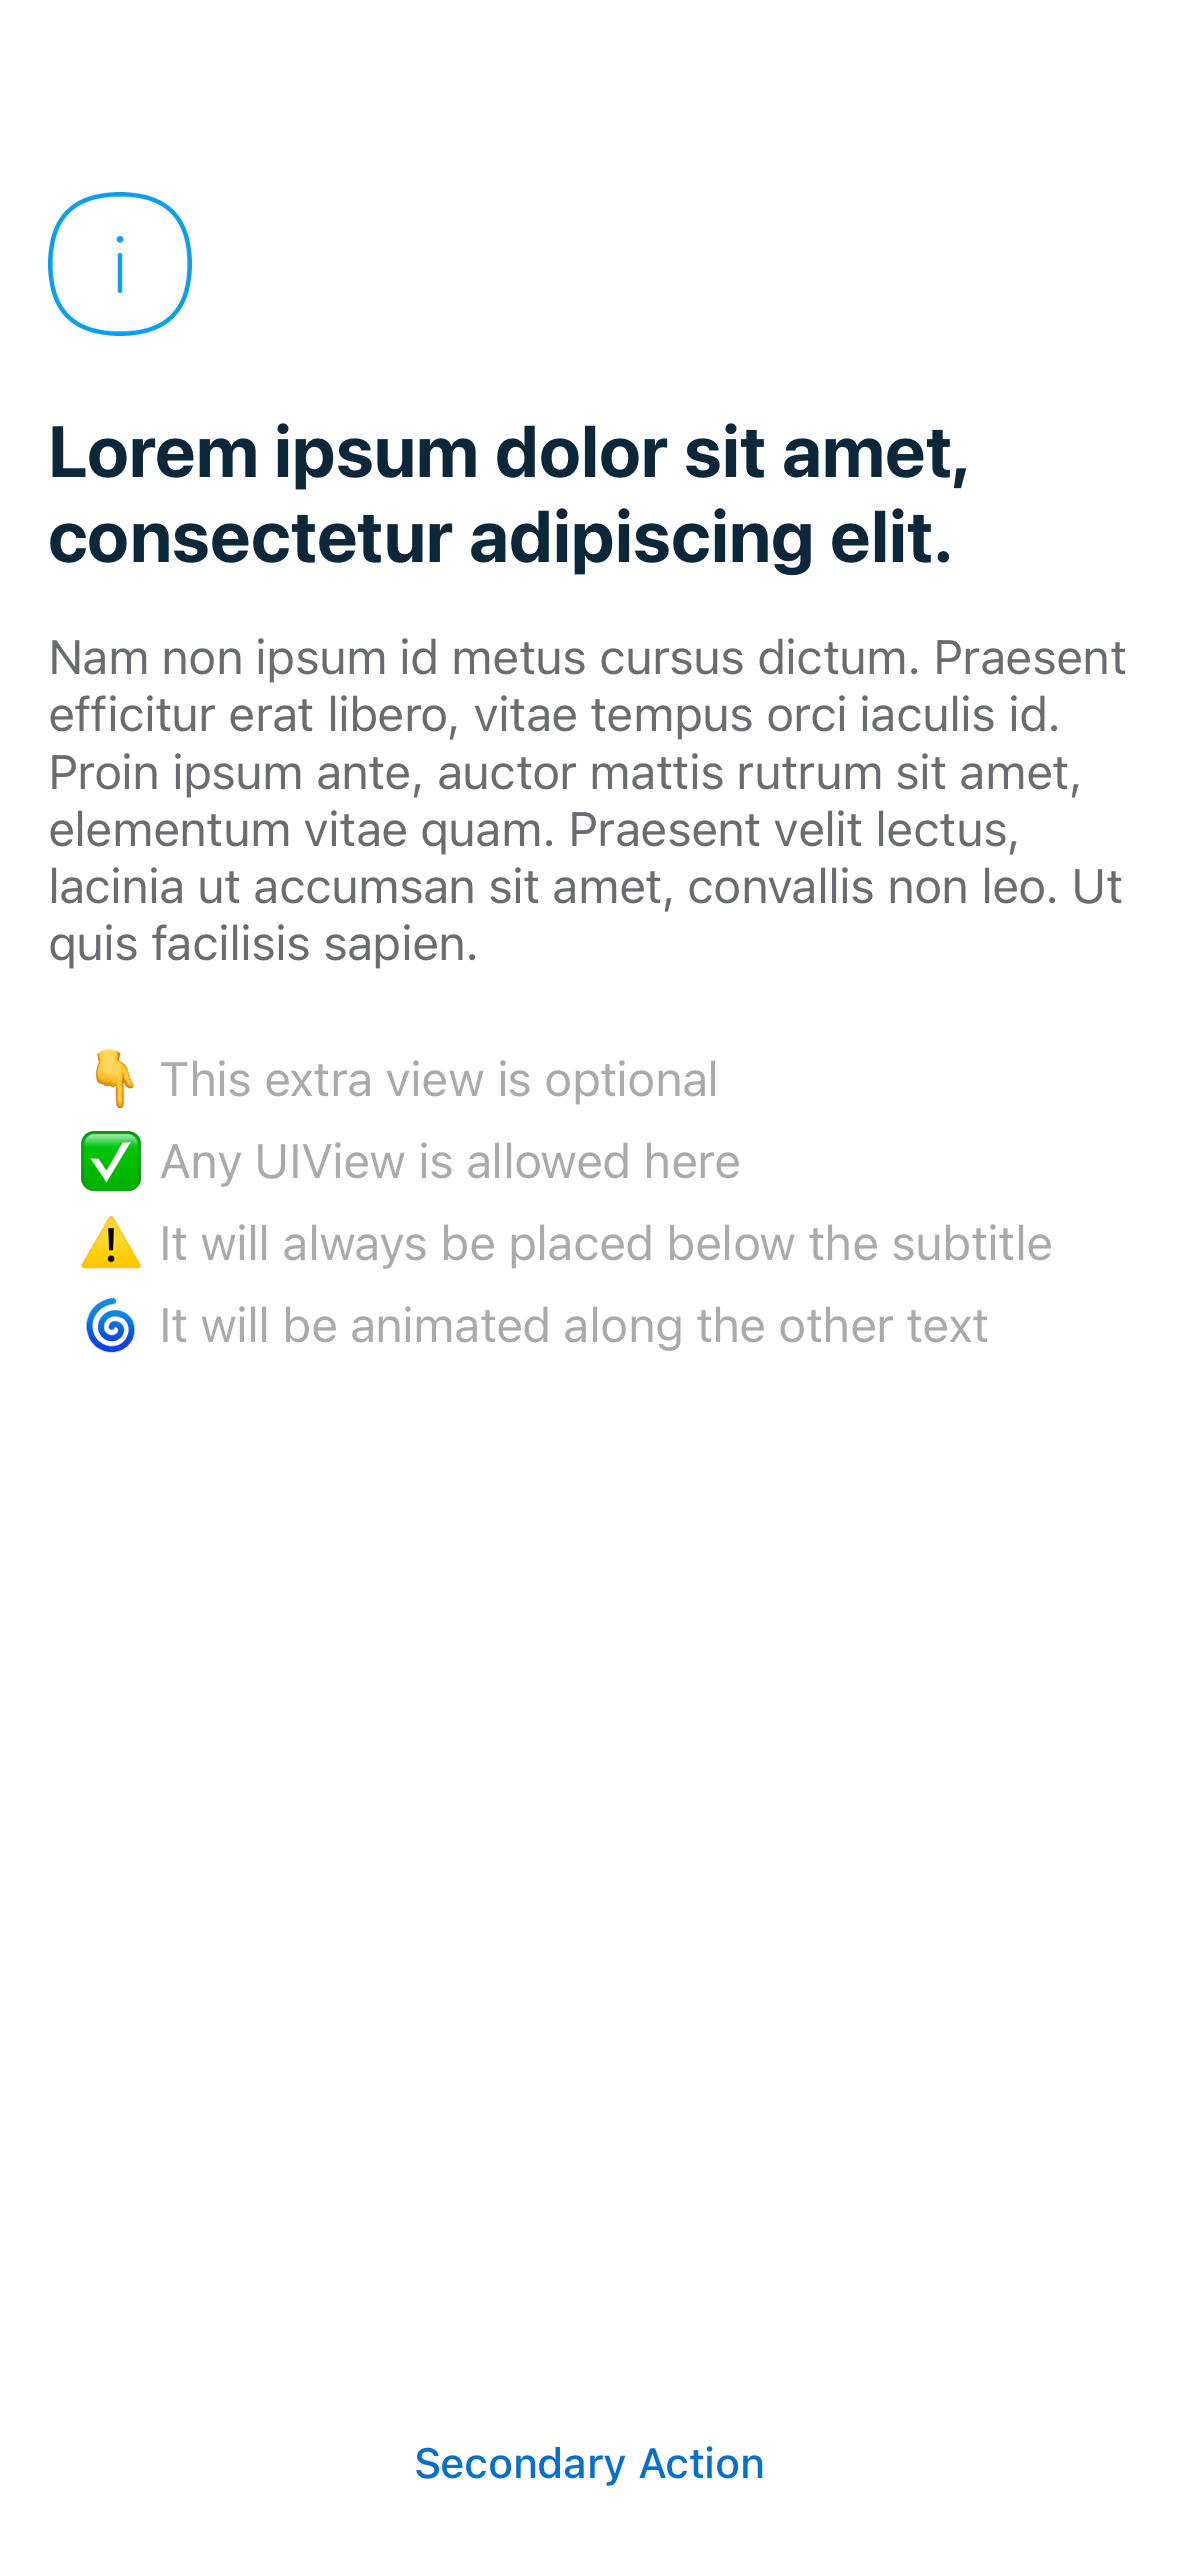 Lorem ipsum dolor sit amet,
consectetur adipiscing elit.
Nam non ipsum id metus cursus dictum. Praesent
efficitur erat libero, vitae tempus orci iaculis id.
Proin ipsum ante, auctor mattis rutrum sit amet,
elementum vitae quam. Praesent velit lectus,
lacinia ut accumsan sit amet, convallis non leo. Ut
quis facilisis sapien.
👇 This extra view is optional
✅ Any UIView is allowed here
⚠️ It will always be placed below the subtitle
🌀 It will be animated along the other text
Secondary Action